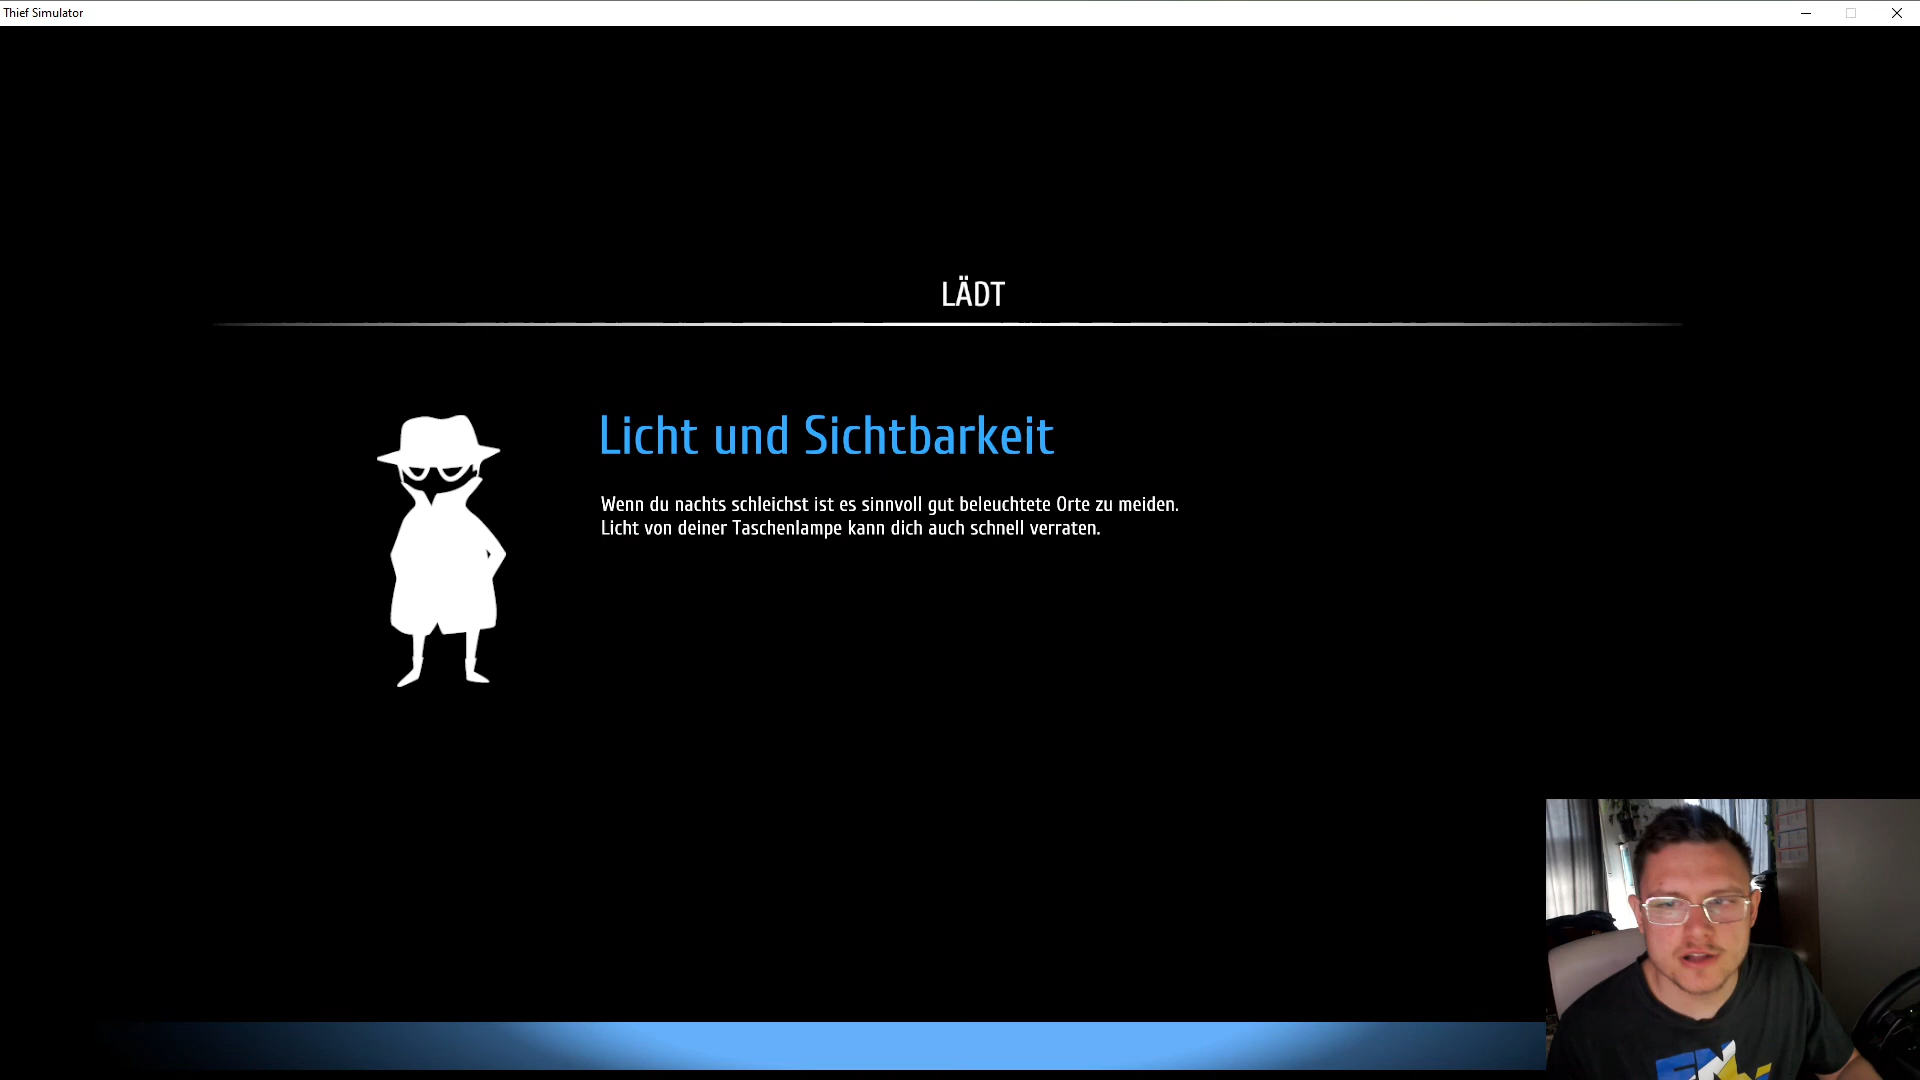 Thief Simulator
LÄDT
Licht und Sichtbarkeit
Wenn du nachts schleichst ist es sinnvoll gut beleuchtete Orte zu meiden.
Licht von deiner Taschenlampe kann dich auch schnell verraten.